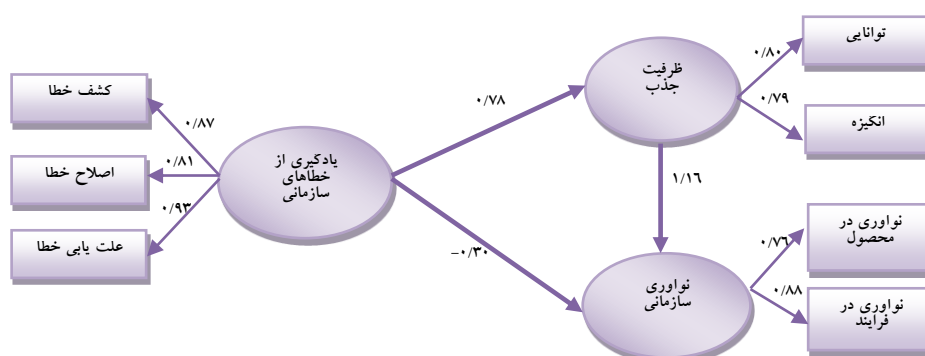 توانایی
۰/۸۰
ظرفیت
جذب
کشف خطا
۰/۷۸
۰/۷۹
انگیزه
۰/۸۷
یادگیری از
خطاهای
سازمانی
اصلاح خطا
۰/۸۱
۱/۱۶
۰/۹۳
علت یابی خطا
نواوری در
محصول
۰/۷۶
-۰/۳۰
نواوری
سازمانی
۰/۸۸
نواوری در
فرایند